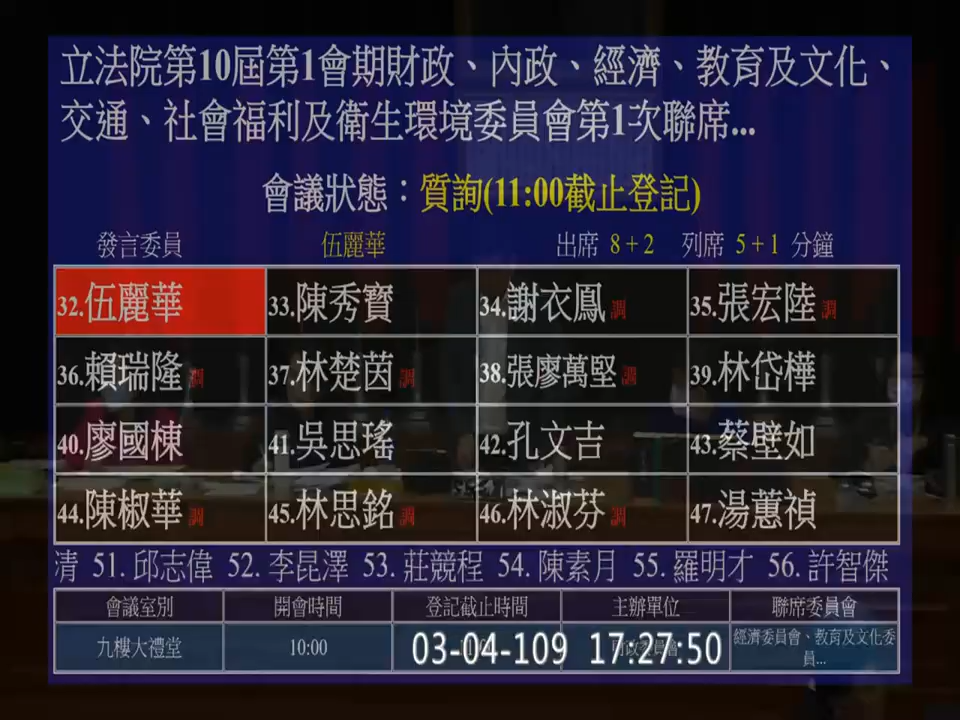 立法院第10屆第1會期財政、內政、經濟、教育及文化、
交通、社會福利及衛生環境委員會第1次聯席...
會議狀態：質詢(11:00截止登記)
發言委員 伍麗華 出席 8+2 列席 5+1 分鐘
32.伍麗華 33.陳秀寳 34.謝衣鳳調 35.張宏陸調
36.賴瑞隆調 37.林楚茵調 38.張廖萬堅調 39.林岱樺
40.廖國棟 41.吳思瑤 42.孔文吉 43.蔡壁如
44.陳椒華調 45.林思銘調 46.林淑芬調 47.湯蕙禎
清 51. 邱志偉 52. 李昆澤 53. 莊競程 54. 陳素月 55. 羅明才 56. 許智傑
會議室別 開會時間 登記截止時間 主辦單位 聯席委員會
九樓大禮堂 10:00 經濟委員會、教育及文化委
員...
03-04-109 17:27:50